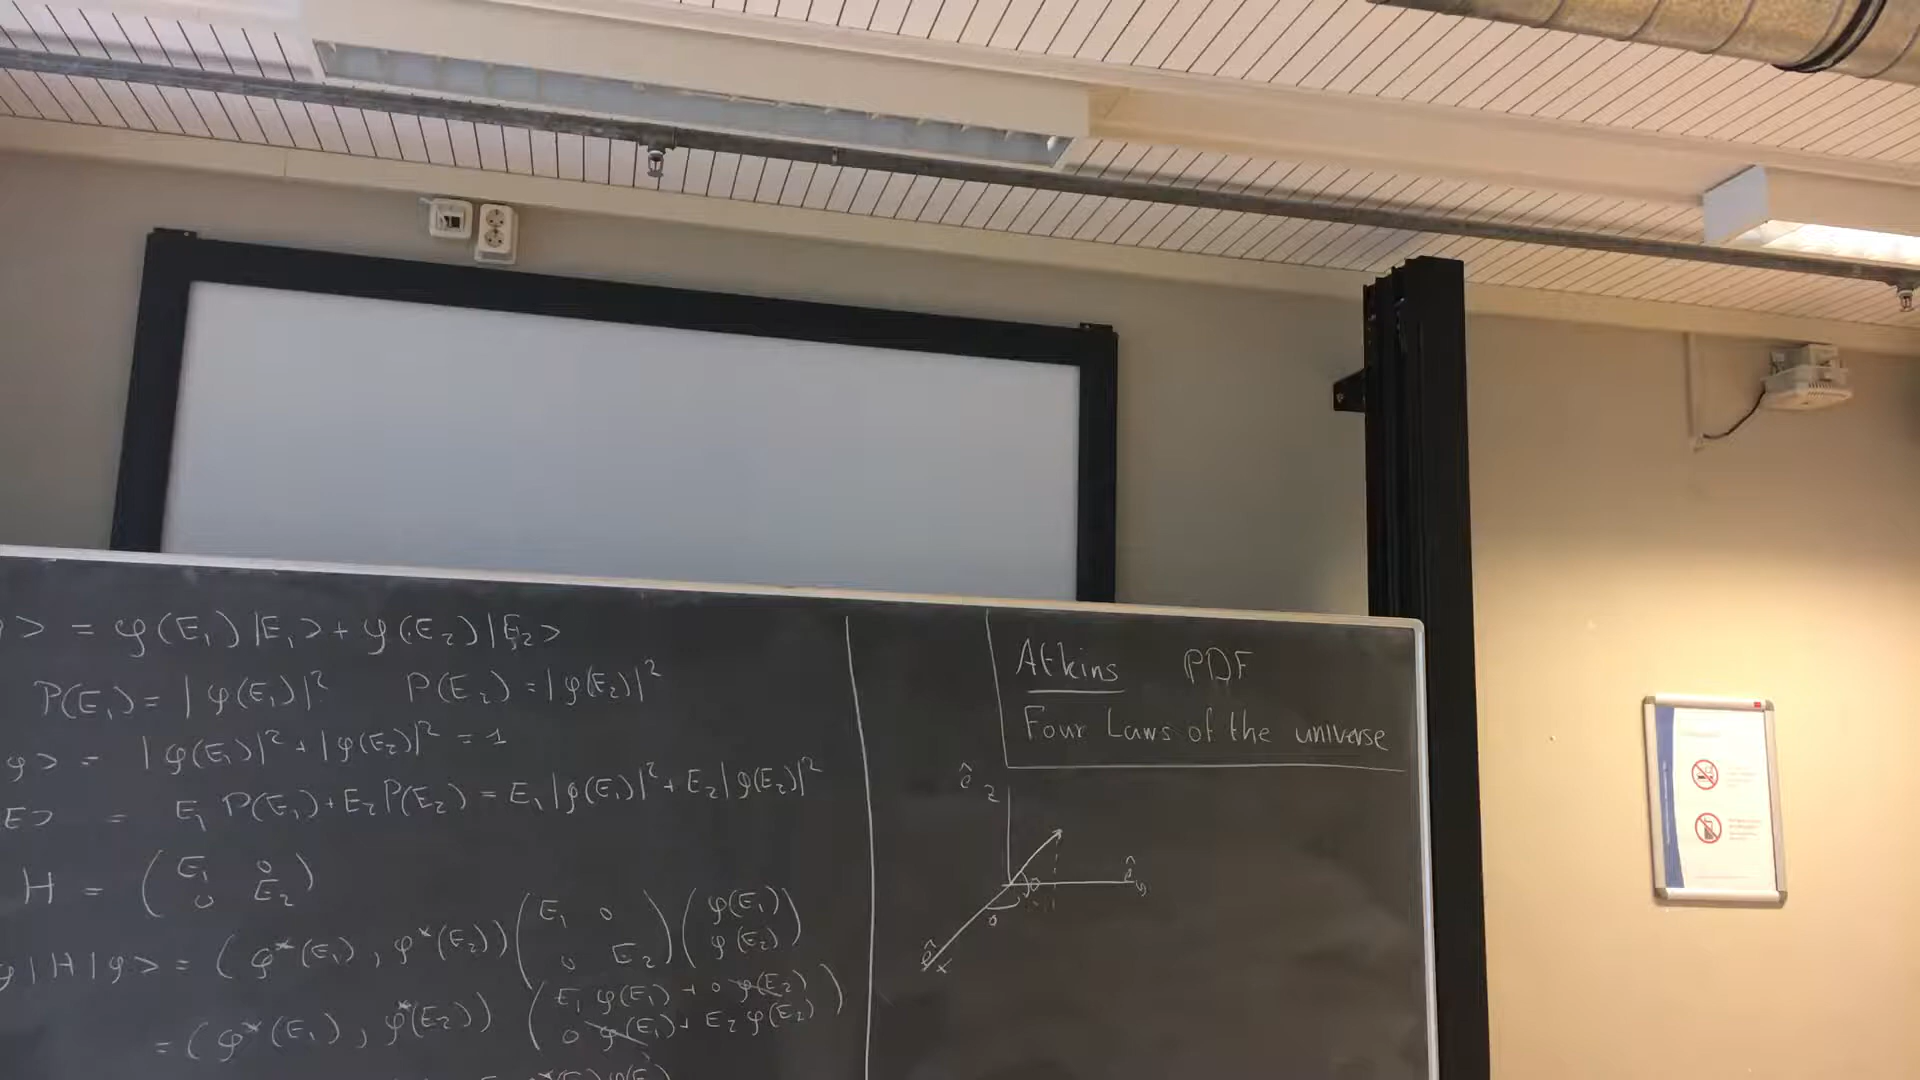 > = φ(E₁)|E₁> + φ(E₂)|E₂>
P(E₁) = |φ(E₁)|² P(E₂) = |φ(E₂)|²
φ> = |φ(E₁)|² + |φ(E₂)|² = 1
E> = E₁ P(E₁) + E₂ P(E₂) = E₁|φ(E₁)|² + E₂|φ(E₂)|²
H = ( E₁ 0
0 E₂ )
φ|H|φ> = (φ*(E₁), φ*(E₂)) ( E₁ 0 ) ( φ(E₁) )
( 0 E₂ ) ( φ(E₂) )
= (φ*(E₁), φ*(E₂)) ( E₁ φ(E₁) + 0 φ(E₂) )
( 0 φ(E₁) + E₂ φ(E₂) )
Atkins PDF
Four Laws of the universe
ê z
ê y
ê x